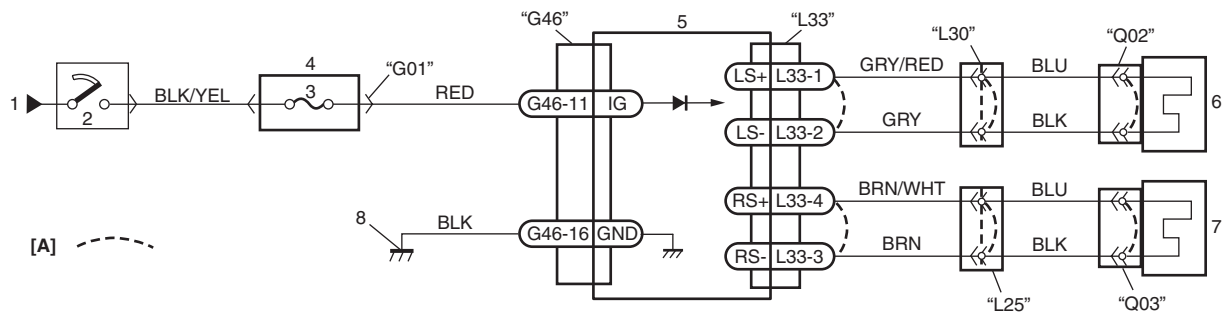 "G46" 5 "L33"
"L30" "Q02"
4 "G01"
LS+ L33-1 GRY/RED BLU
1 2 BLK/YEL 3 RED G46-11 IG 6
LS- L33-2 GRY BLK
RS+ L33-4 BRN/WHT BLU
8 BLK G46-16 GND 7
[A]
RS- L33-3 BRN BLK
"L25" "Q03"